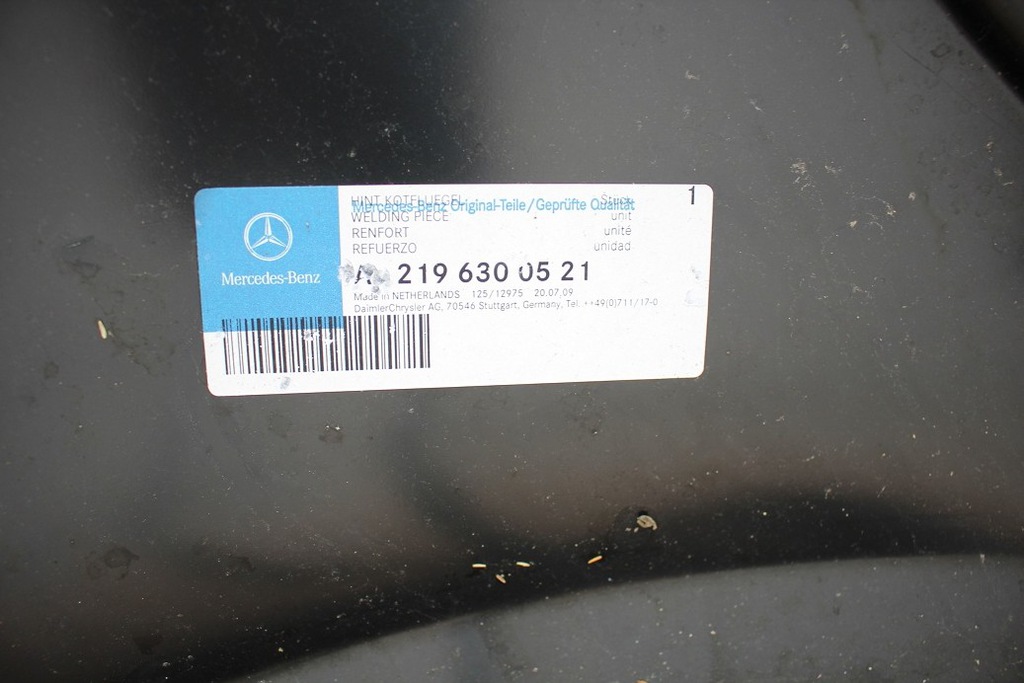 1
HINT KOTFLUEGEL Stück
Mercedes-Benz Original-Teile/Geprüfte Qualität
WELDING PIECE unit
RENFORT unité
REFUERZO unidad
Mercedes-Benz
A 219 630 05 21
Made in NETHERLANDS 125/12975 20.07.09
DaimlerChrysler AG, 70546 Stuttgart, Germany, Tel. ++49(0)711/17-0